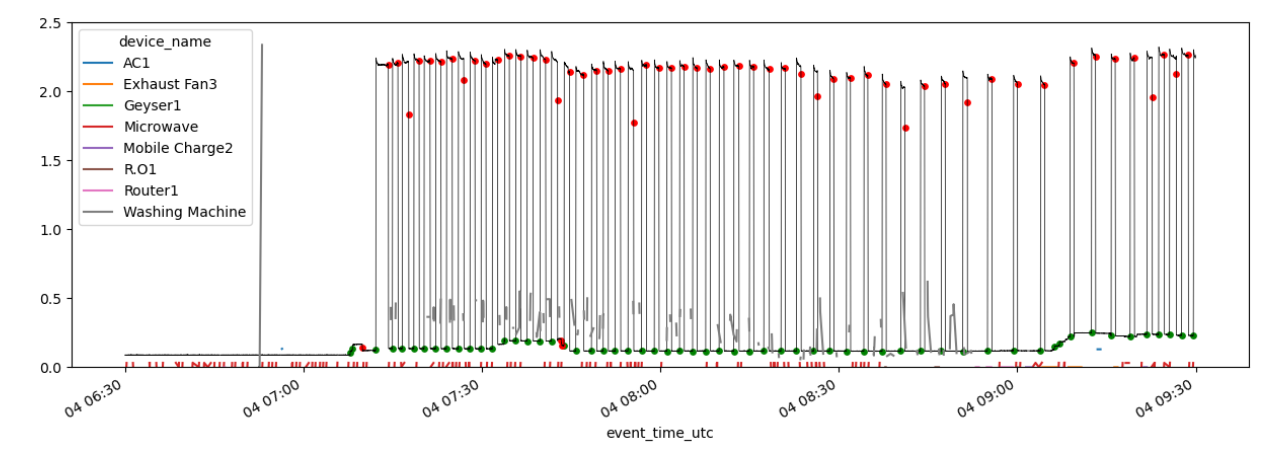 2.5
2.0
1.5
1.0
0.5
0.0
device_name
AC1
Exhaust Fan3
Geyser1
Microwave
Mobile Charge2
R.O1
Router1
Washing Machine
04 06:30
04 07:00
04 07:30
04 08:00
04 08:30
04 09:00
04 09:30
event_time_utc